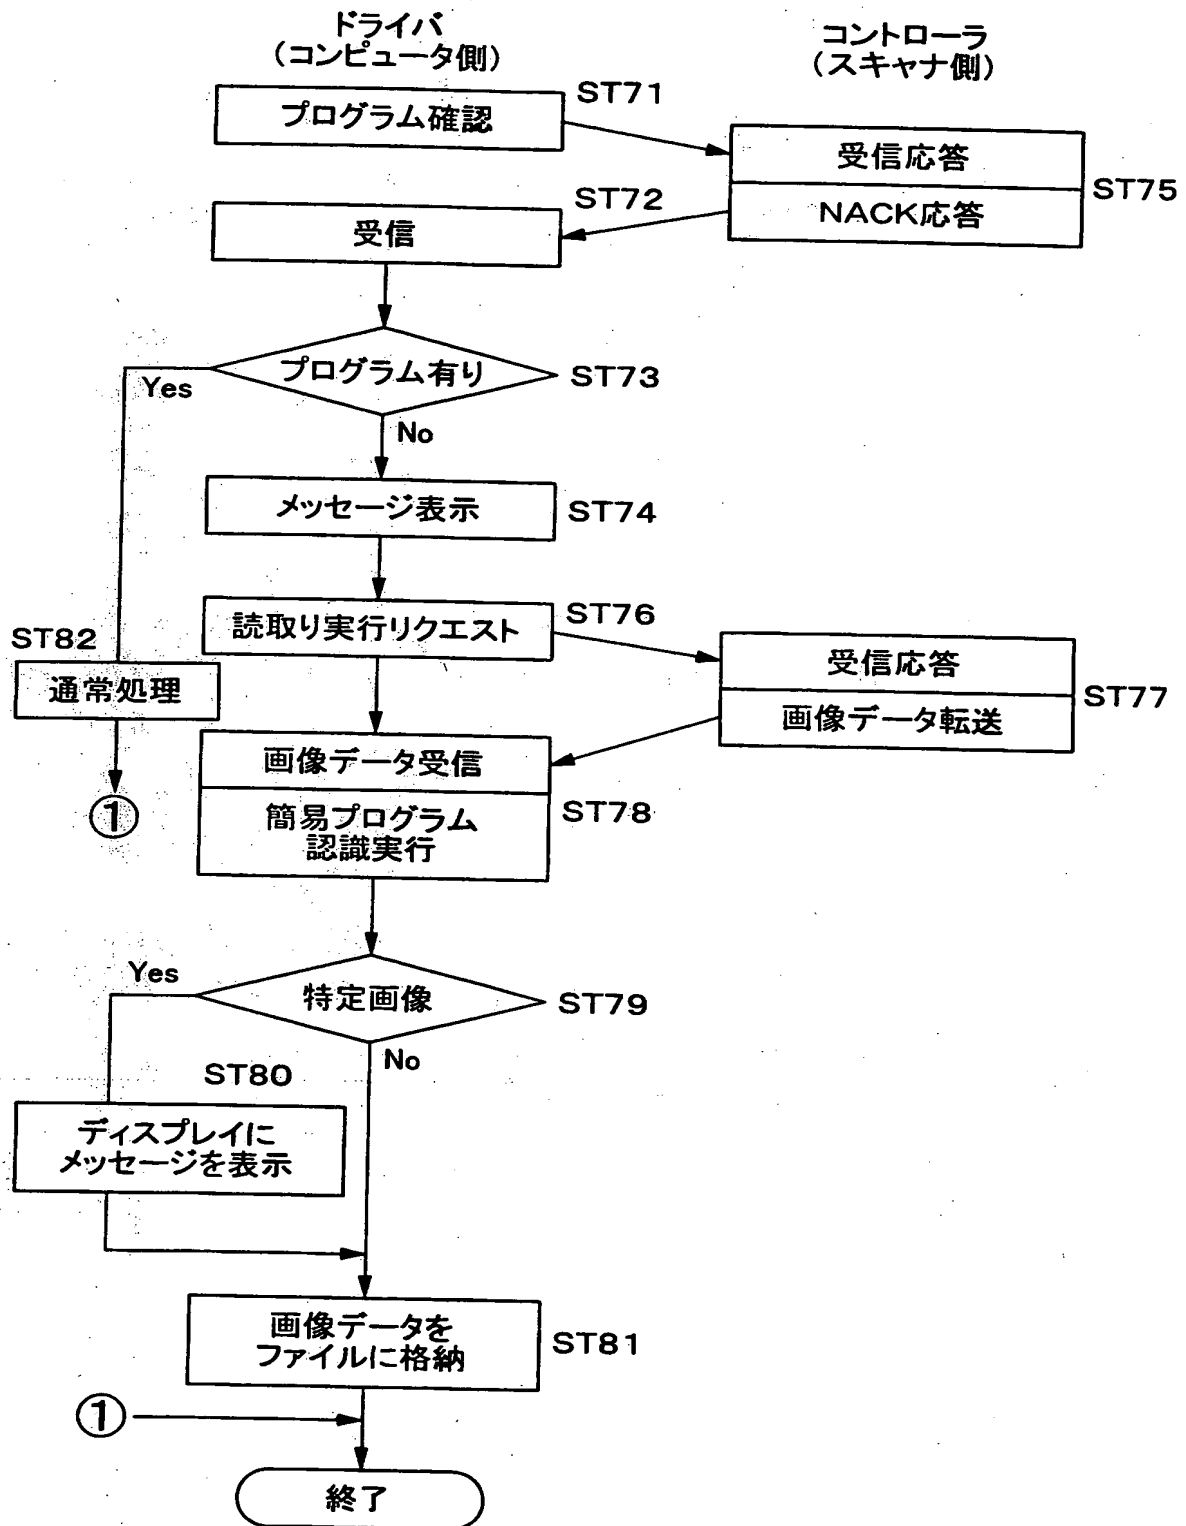 ドライバ
(コンピュータ側)
コントローラ
(スキャナ側)
ST71
プログラム確認
受信応答
ST75
NACK応答
ST72
受信
プログラム有り
ST73
Yes
No
メッセージ表示
ST74
読取り実行リクエスト
ST76
ST82
通常処理
①
受信応答
ST77
画像データ転送
画像データ受信
ST78
簡易プログラム
認識実行
Yes
特定画像
ST79
No
ST80
ディスプレイに
メッセージを表示
画像データを
ファイルに格納
ST81
①
終了